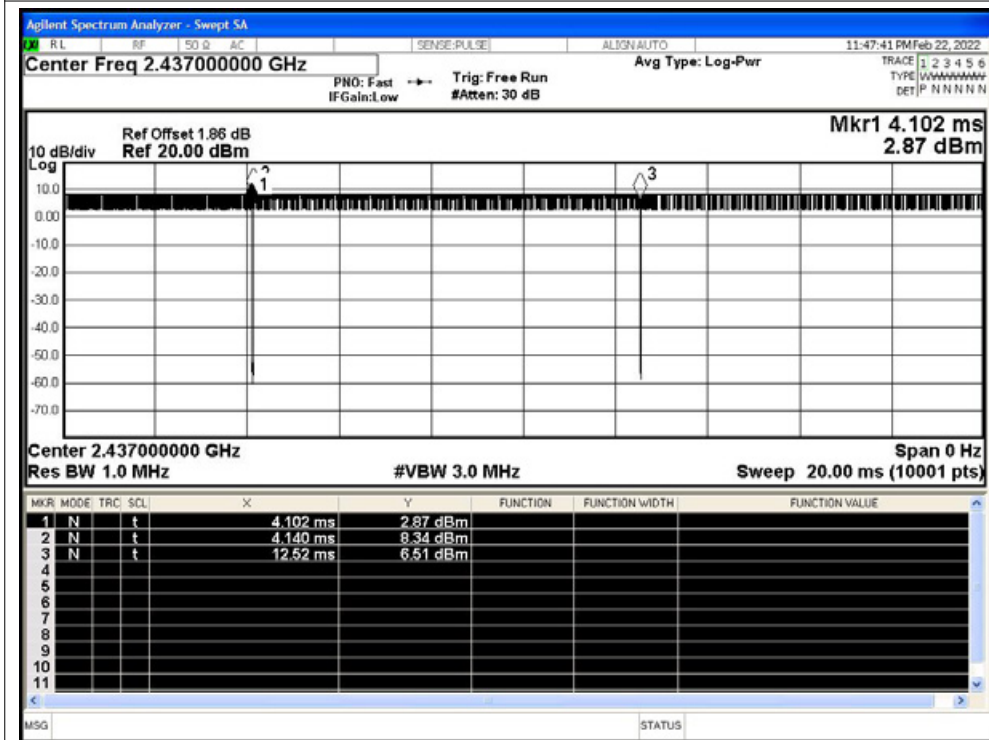 Agilent Spectrum Analyzer - Swept SA
RL RF 50 Ω AC SENSE:PULSE ALIGN AUTO 11:47:41 PM Feb 22, 2022
Center Freq 2.437000000 GHz Avg Type: Log-Pwr TRACE 1 2 3 4 5 6
PNO: Fast Trig: Free Run TYPE WWWWWW
IFGain:Low #Atten: 30 dB DET P N N N N N
Mkr1 4.102 ms
Ref Offset 1.86 dB
10 dB/div Ref 20.00 dBm 2.87 dBm
Log
2
1
3
10.0
0.00
-10.0
-20.0
-30.0
-40.0
-50.0
-60.0
-70.0
Center 2.437000000 GHz Span 0 Hz
Res BW 1.0 MHz #VBW 3.0 MHz Sweep 20.00 ms (10001 pts)
MKR MODE TRC SCL X Y FUNCTION FUNCTION WIDTH FUNCTION VALUE
1 N t 4.102 ms 2.87 dBm
2 N t 4.140 ms 8.34 dBm
3 N t 12.52 ms 6.51 dBm
4
5
6
7
8
9
10
11
MSG STATUS